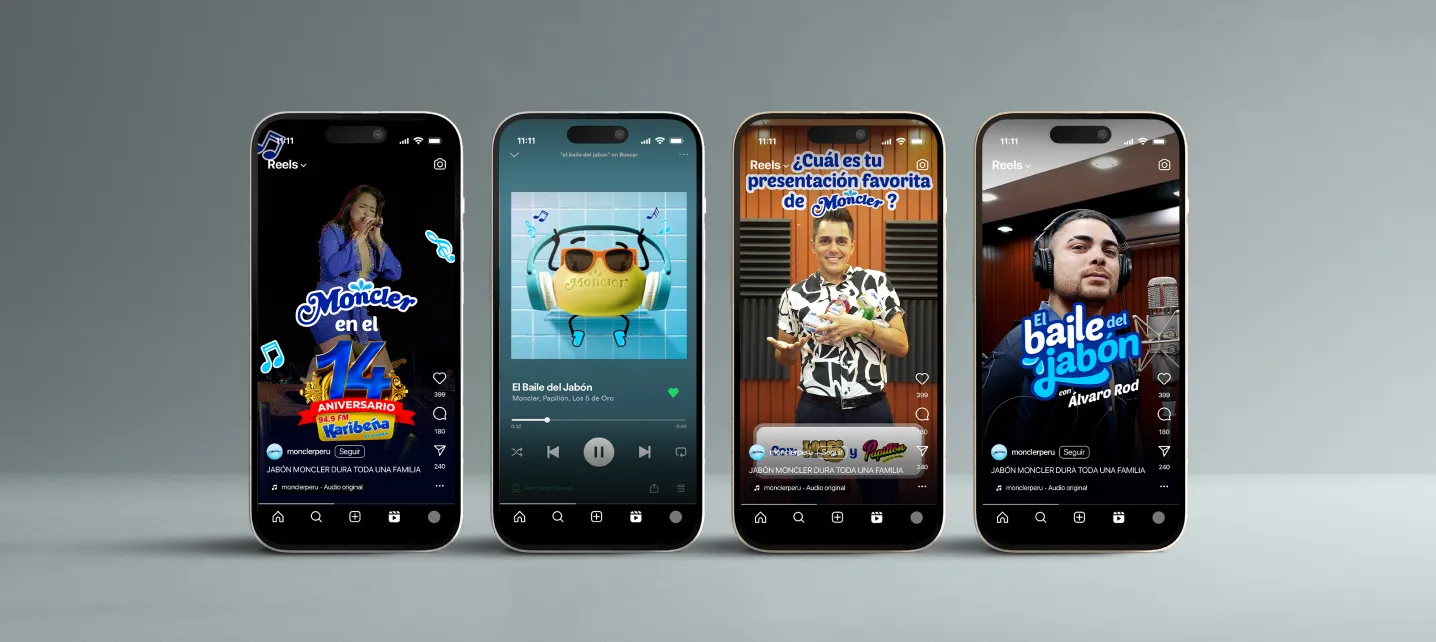 11:11
Reels
Moncler
en el
14
ANIVERSARIO
94.9 FM
Karibeña
399
180
monclerperu Seguir
240
JABÓN MONCLER DURA TODA UNA FAMILIA
monclerperu · Audio original
11:11
"el baile del jabon" en Buscar
Moncler
El Baile del Jabón
Moncler, Papillón, Los 5 de Oro
0:12
-0:45
11:11
Reels
¿Cuál es tu
presentación favorita
de Moncler?
399
180
Con LOS 5 y Papillón
monclerperu Seguir
240
JABÓN MONCLER DURA TODA UNA FAMILIA
monclerperu · Audio original
11:11
Reels
El
baile del
jabón
con
Álvaro Rod
399
180
monclerperu Seguir
240
JABÓN MONCLER DURA TODA UNA FAMILIA
monclerperu · Audio original